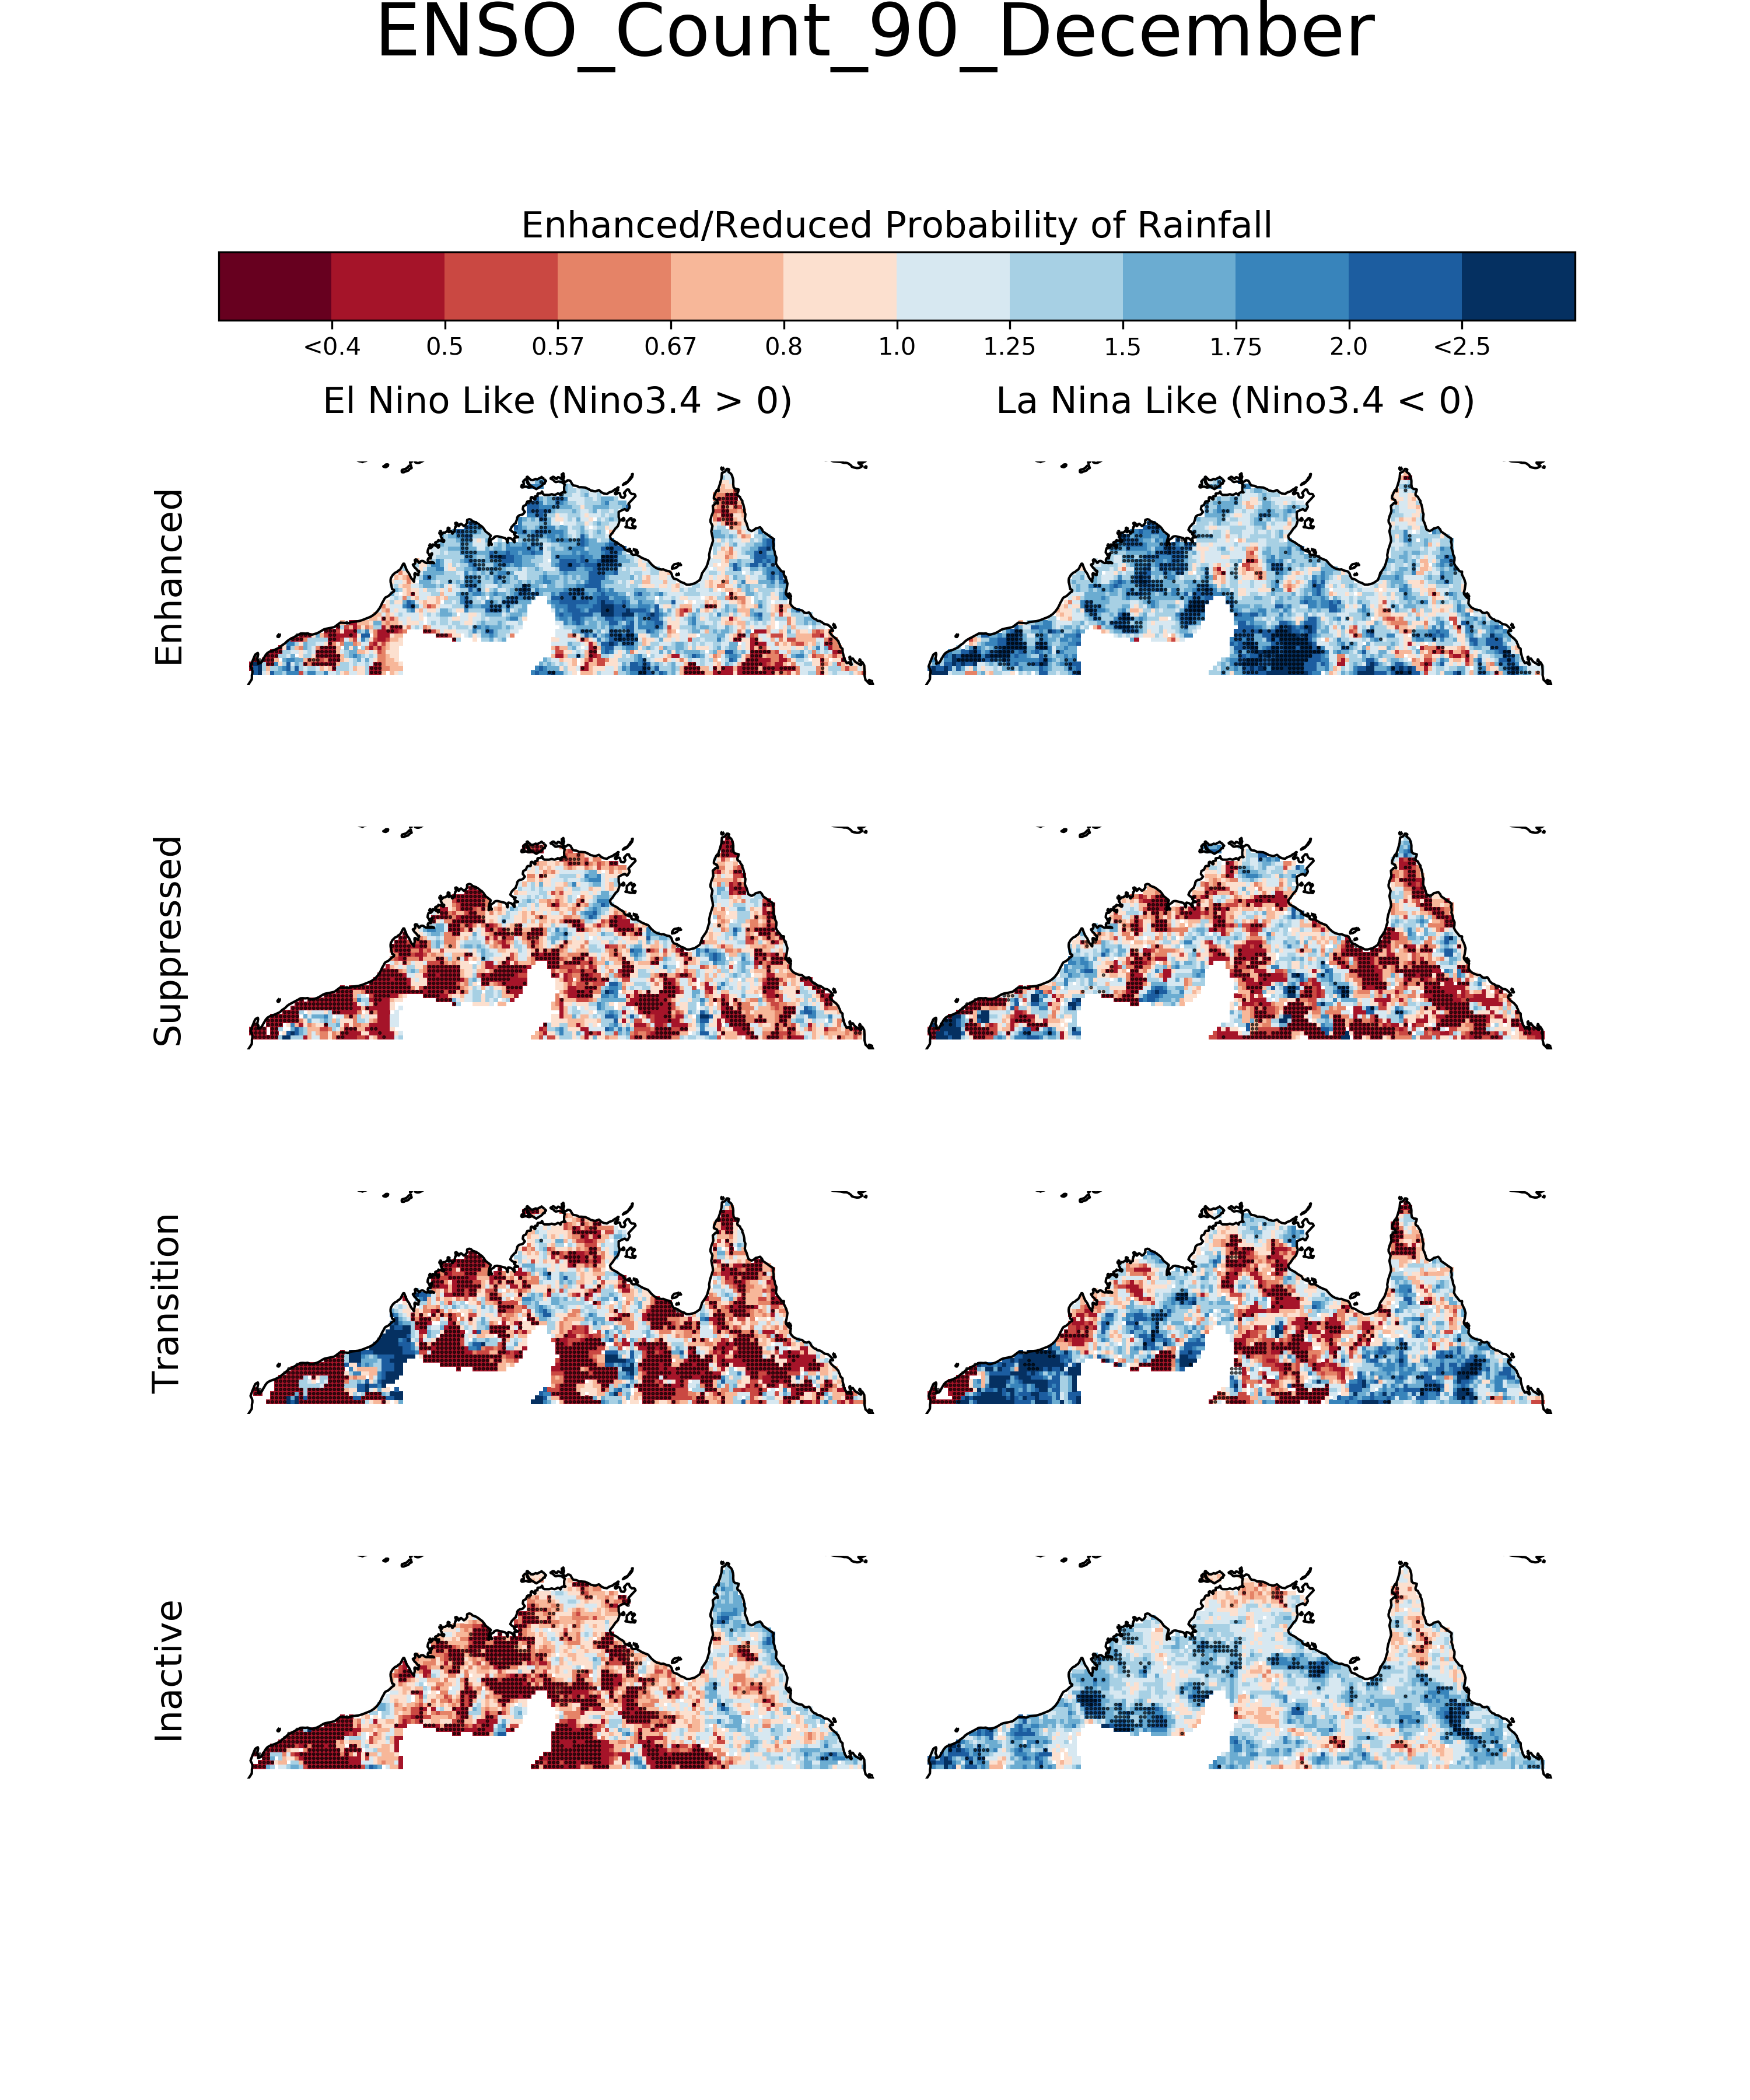 ENSO_Count_90_December
Enhanced/Reduced Probability of Rainfall
<0.4 0.5 0.57 0.67 0.8 1.0 1.25 1.5 1.75 2.0 <2.5
El Nino Like (Nino3.4 > 0) La Nina Like (Nino3.4 < 0)
Enhanced
Suppressed
Transition
Inactive